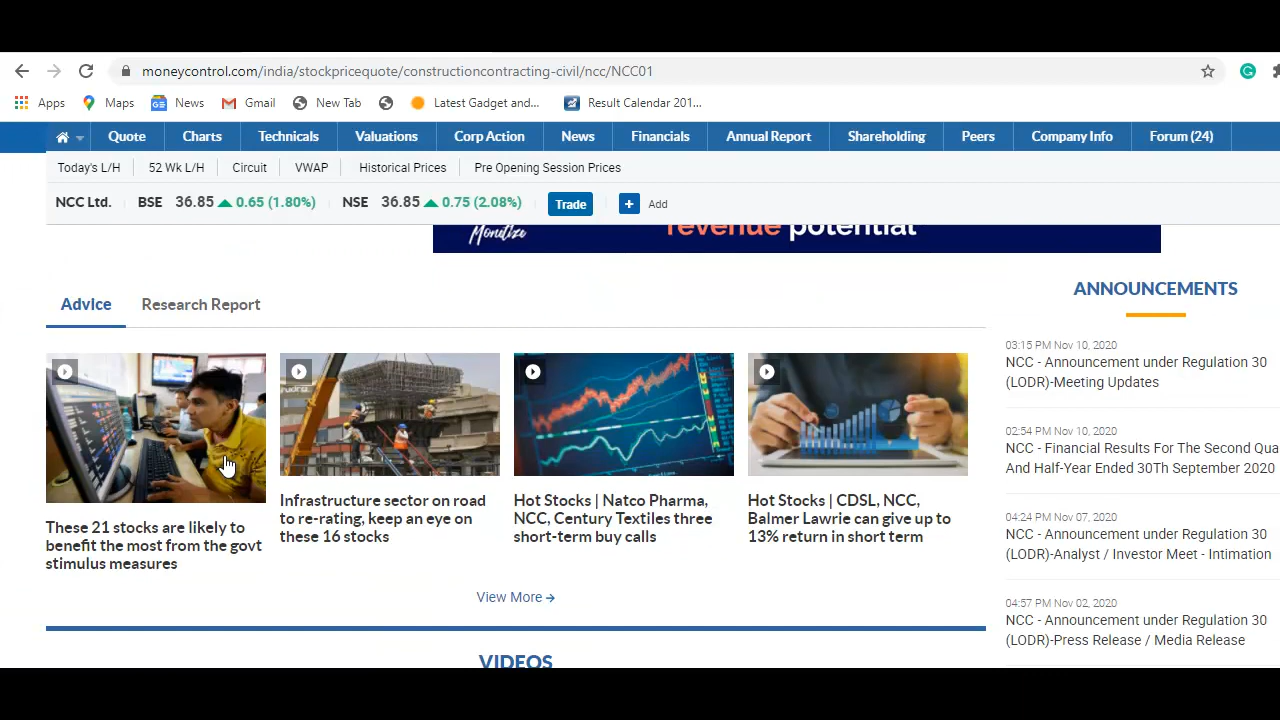 moneycontrol.com/india/stockpricequote/constructioncontracting-civil/ncc/NCC01
Apps Maps News Gmail New Tab Latest Gadget and... Result Calendar 201...
Quote Charts Technicals Valuations Corp Action News Financials Annual Report Shareholding Peers Company Info Forum (24)
Today's L/H 52 Wk L/H Circuit VWAP Historical Prices Pre Opening Session Prices
NCC Ltd. BSE 36.85 0.65 (1.80%) NSE 36.85 0.75 (2.08%) Trade + Add
Monetize revenue potential
Advice Research Report
These 21 stocks are likely to
benefit the most from the govt
stimulus measures
Infrastructure sector on road
to re-rating, keep an eye on
these 16 stocks
Hot Stocks | Natco Pharma,
NCC, Century Textiles three
short-term buy calls
Hot Stocks | CDSL, NCC,
Balmer Lawrie can give up to
13% return in short term
View More →
VIDEOS
ANNOUNCEMENTS
03:15 PM Nov 10, 2020
NCC - Announcement under Regulation 30
(LODR)-Meeting Updates
02:54 PM Nov 10, 2020
NCC - Financial Results For The Second Qua
And Half-Year Ended 30Th September 2020
04:24 PM Nov 07, 2020
NCC - Announcement under Regulation 30
(LODR)-Analyst / Investor Meet - Intimation
04:57 PM Nov 02, 2020
NCC - Announcement under Regulation 30
(LODR)-Press Release / Media Release